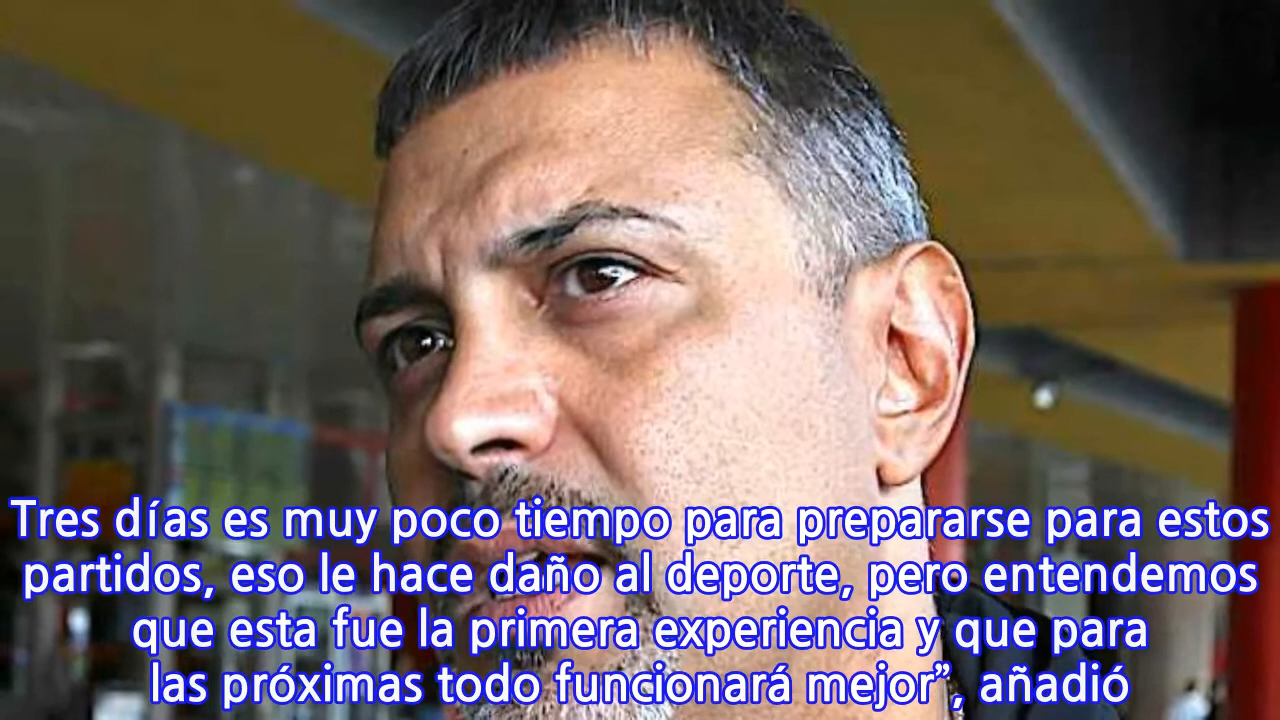 Tres días es muy poco tiempo para prepararse para estos
partidos, eso le hace daño al deporte, pero entendemos
que esta fue la primera experiencia y que para
las próximas todo funcionará mejor”, añadió